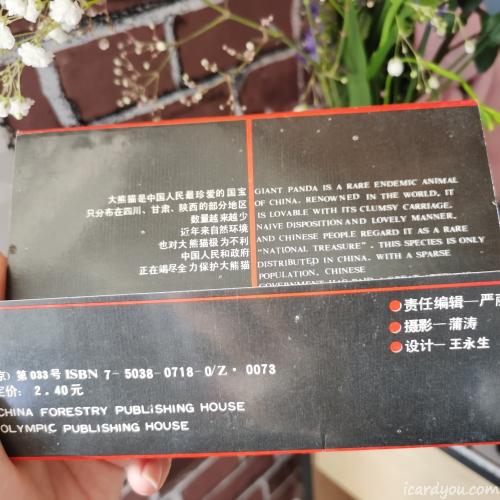 大熊猫是中国人民最珍爱的国宝
只分布在四川、甘肃、陕西的部分地区
数量越来越少
近年来自然环境
也对大熊猫极为不利
中国人民和政府
正在竭尽全力保护大熊猫
GIANT PANDA IS A RARE ENDEMIC ANIMAL
OF CHINA. RENOWNED IN THE WORLD, IT
IS LOVABLE WITH ITS CLUMSY CARRIAGE,
NAIVE DISPOSITION AND LOVELY MANNER,
AND CHINESE PEOPLE REGARD IT AS A RARE
“NATIONAL TREASURE”. THIS SPECIES IS ONLY
DISTRIBUTED IN CHINA. WITH A SPARSE
POPULATION, CHINESE
GOVERNMENT HAS
责任编辑—严
摄影—蒲涛
设计—王永生
京）第033号 ISBN 7-5038-0718-0/Z·0073
定价：2.40元
CHINA FORESTRY PUBLISHING HOUSE
OLYMPIC PUBLISHING HOUSE
icardyou.com